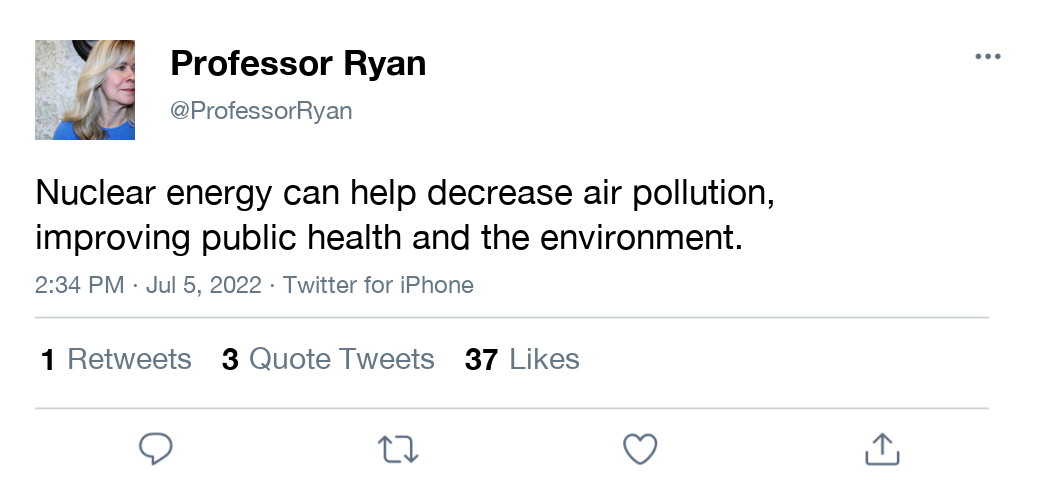 Professor Ryan
@ProfessorRyan
Nuclear energy can help decrease air pollution,
improving public health and the environment.
2:34 PM · Jul 5, 2022 · Twitter for iPhone
1 Retweets 3 Quote Tweets 37 Likes